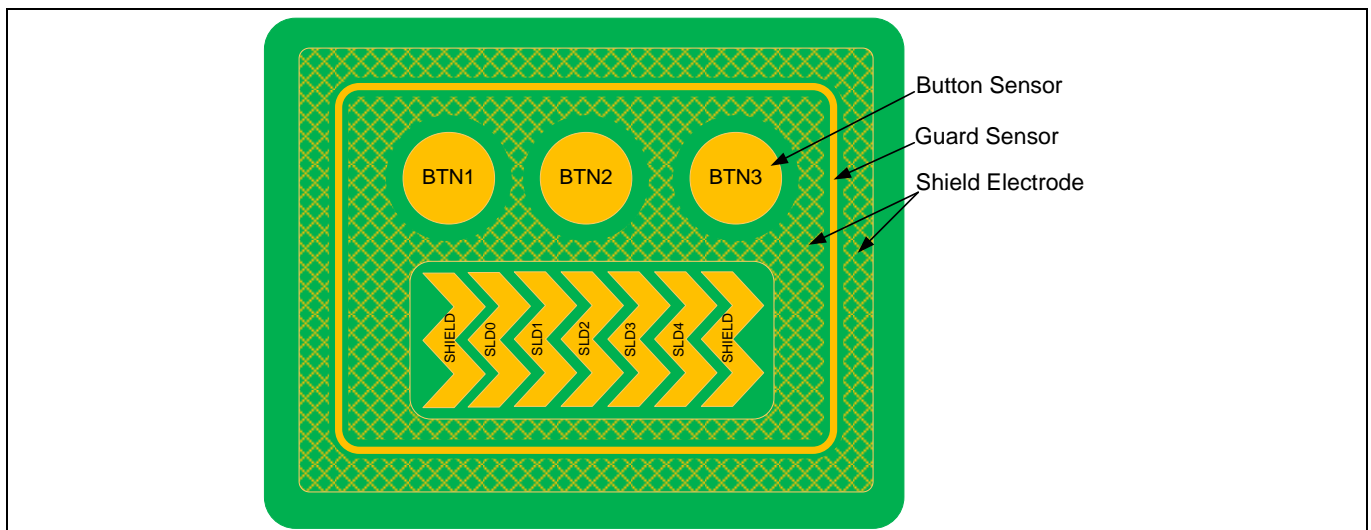 Button Sensor
Guard Sensor
Shield Electrode
BTN1 BTN2 BTN3
SHIELD SLD0 SLD1 SLD2 SLD3 SLD4 SHIELD